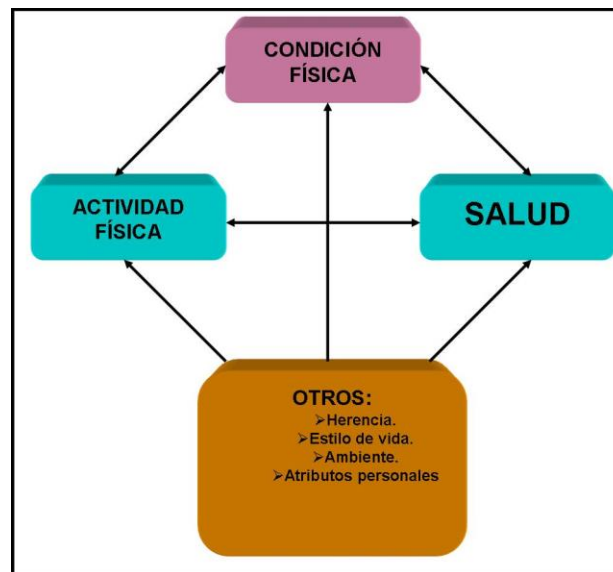 CONDICIÓN
FÍSICA
ACTIVIDAD
FÍSICA
SALUD
OTROS:
➢Herencia.
➢Estilo de vida.
➢Ambiente.
➢Atributos personales